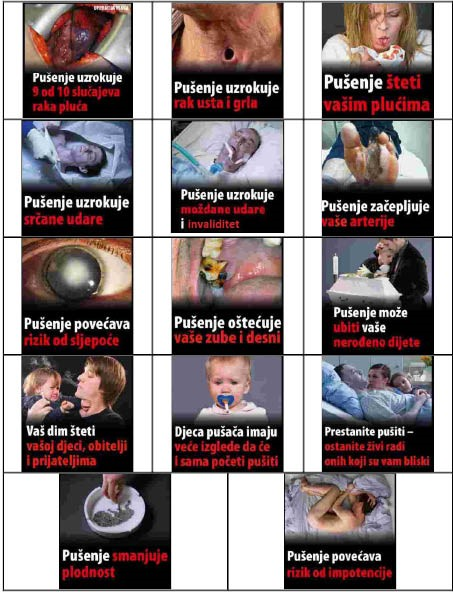 OPERACIJA PLUĆA
Pušenje uzrokuje
9 od 10 slučajeva
raka pluća
Pušenje uzrokuje
rak usta i grla
Pušenje šteti
vašim plućima
Pušenje uzrokuje
srčane udare
Pušenje uzrokuje
moždane udare
i invaliditet
Pušenje začepljuje
vaše arterije
Pušenje povećava
rizik od sljepoće
Pušenje oštećuje
vaše zube i desni
Pušenje može
ubiti vaše
nerođeno dijete
Vaš dim šteti
vašoj djeci, obitelji
i prijateljima
Djeca pušača imaju
veće izglede da će
i sama početi pušiti
Prestanite pušiti –
ostanite živi radi
onih koji su vam bliski
Pušenje smanjuje
plodnost
Pušenje povećava
rizik od impotencije